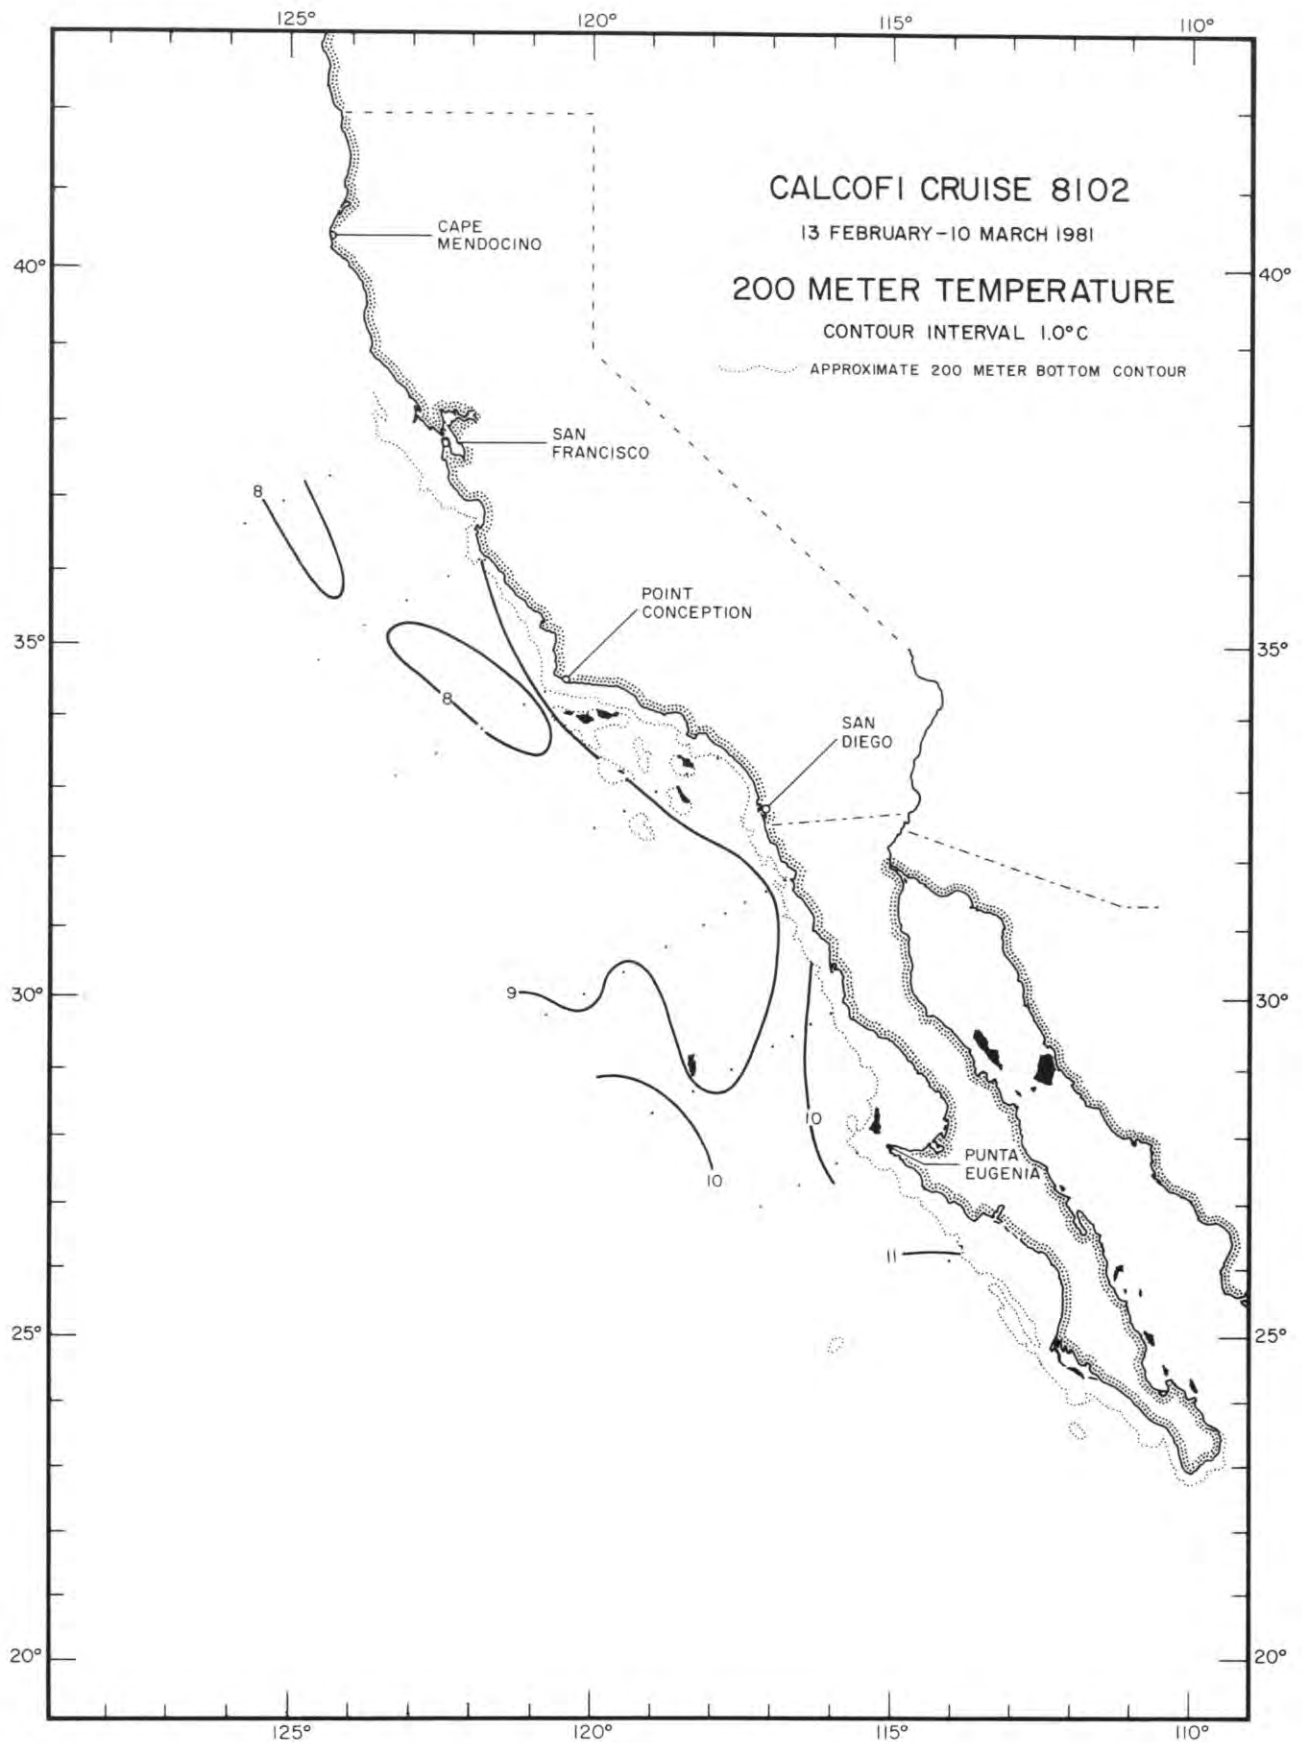 125° 120° 115° 110°
CALCOFI CRUISE 8102
13 FEBRUARY-10 MARCH 1981
200 METER TEMPERATURE
CONTOUR INTERVAL 1.0°C
APPROXIMATE 200 METER BOTTOM CONTOUR
CAPE
MENDOCINO
40° 40°
SAN
FRANCISCO
8
POINT
CONCEPTION
35° 35°
8
SAN
DIEGO
9
30° 30°
10
PUNTA
EUGENIA
10
11
25° 25°
20° 20°
125° 120° 115° 110°